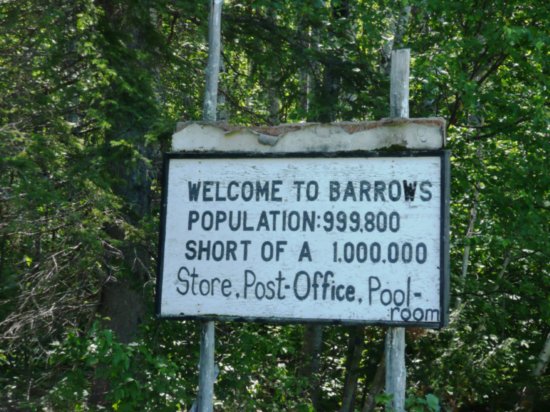 WELCOME TO BARROWS
POPULATION:999,800
SHORT OF A 1.000.000
Store. Post-Office. Pool-
room